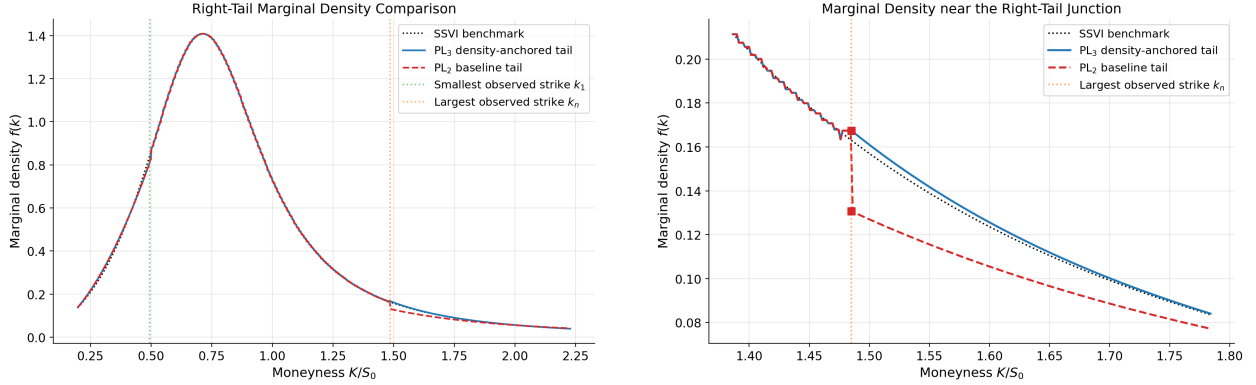 Right-Tail Marginal Density Comparison
Marginal density f(k)
1.4
1.2
1.0
0.8
0.6
0.4
0.2
0.0
SSVI benchmark
PL₃ density-anchored tail
PL₂ baseline tail
Smallest observed strike k₁
Largest observed strike kₙ
0.25 0.50 0.75 1.00 1.25 1.50 1.75 2.00 2.25
Moneyness K/S₀
Marginal Density near the Right-Tail Junction
Marginal density f(k)
0.20
0.18
0.16
0.14
0.12
0.10
0.08
SSVI benchmark
PL₃ density-anchored tail
PL₂ baseline tail
Largest observed strike kₙ
1.40 1.45 1.50 1.55 1.60 1.65 1.70 1.75 1.80
Moneyness K/S₀